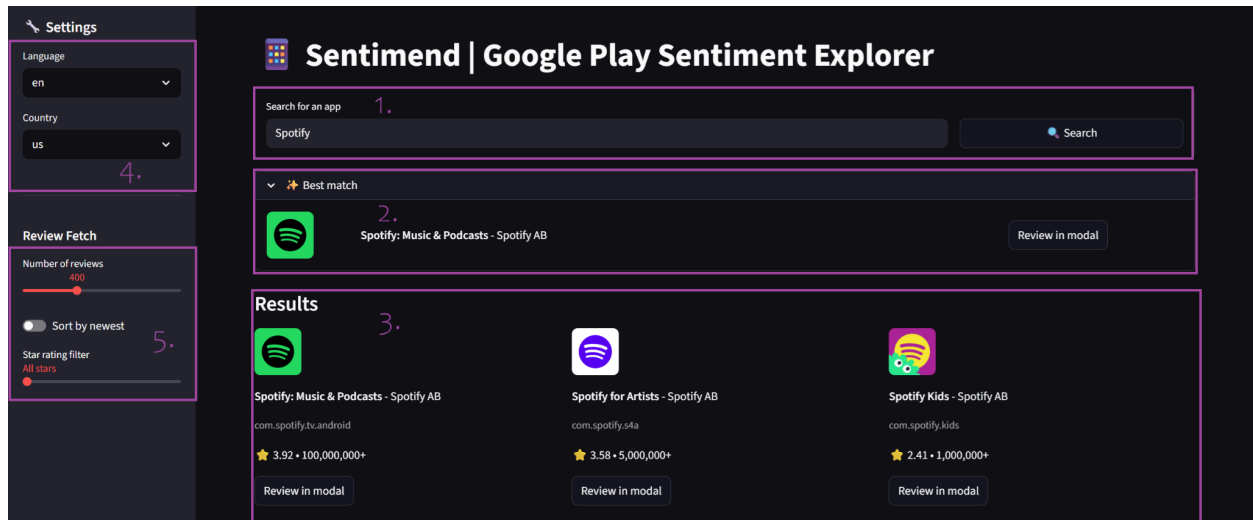 Settings
Language
en
Country
us
4.
Review Fetch
Number of reviews
400
Sort by newest
5.
Star rating filter
All stars
Sentimend | Google Play Sentiment Explorer
Search for an app 1.
Spotify Search
Best match
2.
Spotify: Music & Podcasts - Spotify AB Review in modal
Results
3.
Spotify: Music & Podcasts - Spotify AB Spotify for Artists - Spotify AB Spotify Kids - Spotify AB
com.spotify.tv.android com.spotify.s4a com.spotify.kids
3.92 • 100,000,000+ 3.58 • 5,000,000+ 2.41 • 1,000,000+
Review in modal Review in modal Review in modal